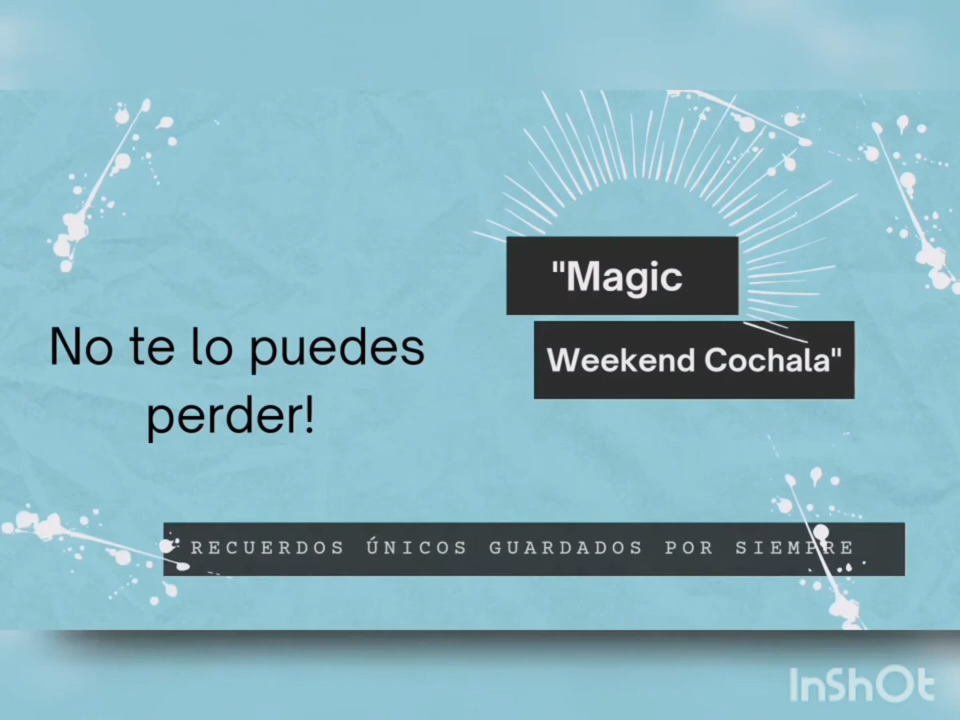 "Magic
Weekend Cochala"
No te lo puedes
perder!
RECUERDOS ÚNICOS GUARDADOS POR SIEMPRE
InShOt